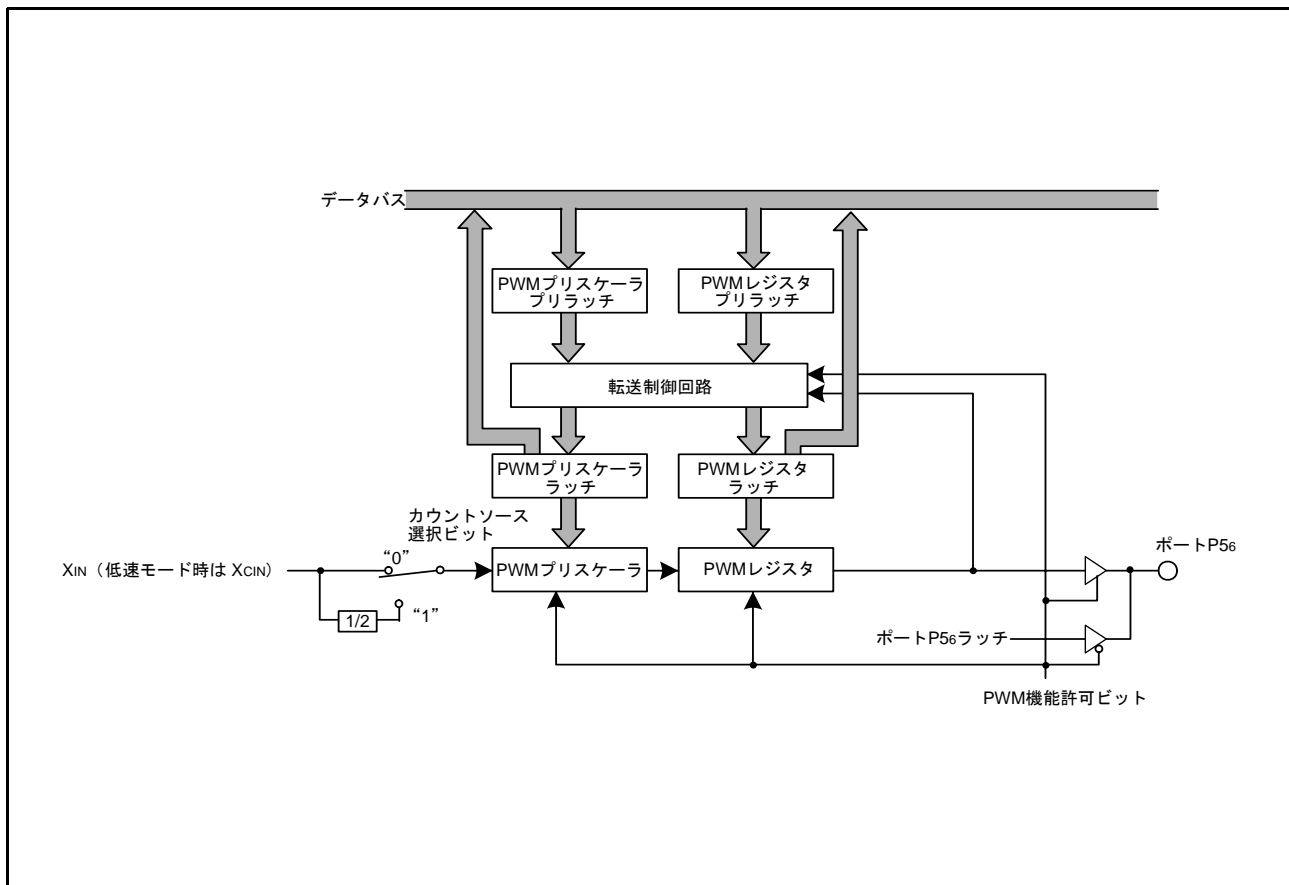 データバス
PWMプリスケーラ
プリラッチ
PWMレジスタ
プリラッチ
転送制御回路
PWMプリスケーラ
ラッチ
PWMレジスタ
ラッチ
カウントソース
選択ビット
XIN（低速モード時は XCIN）
“0”
“1”
1/2
PWMプリスケーラ
PWMレジスタ
ポートP56
ポートP56ラッチ
PWM機能許可ビット